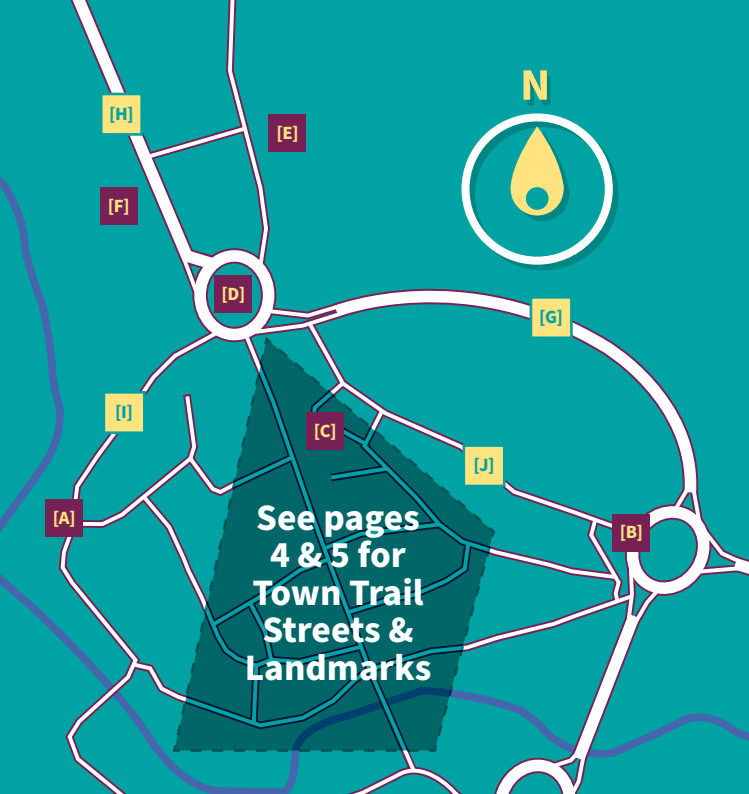 N
[H]
[E]
[F]
[D]
[G]
[I]
[C]
[J]
[A]
[B]
See pages
4 & 5 for
Town Trail
Streets &
Landmarks